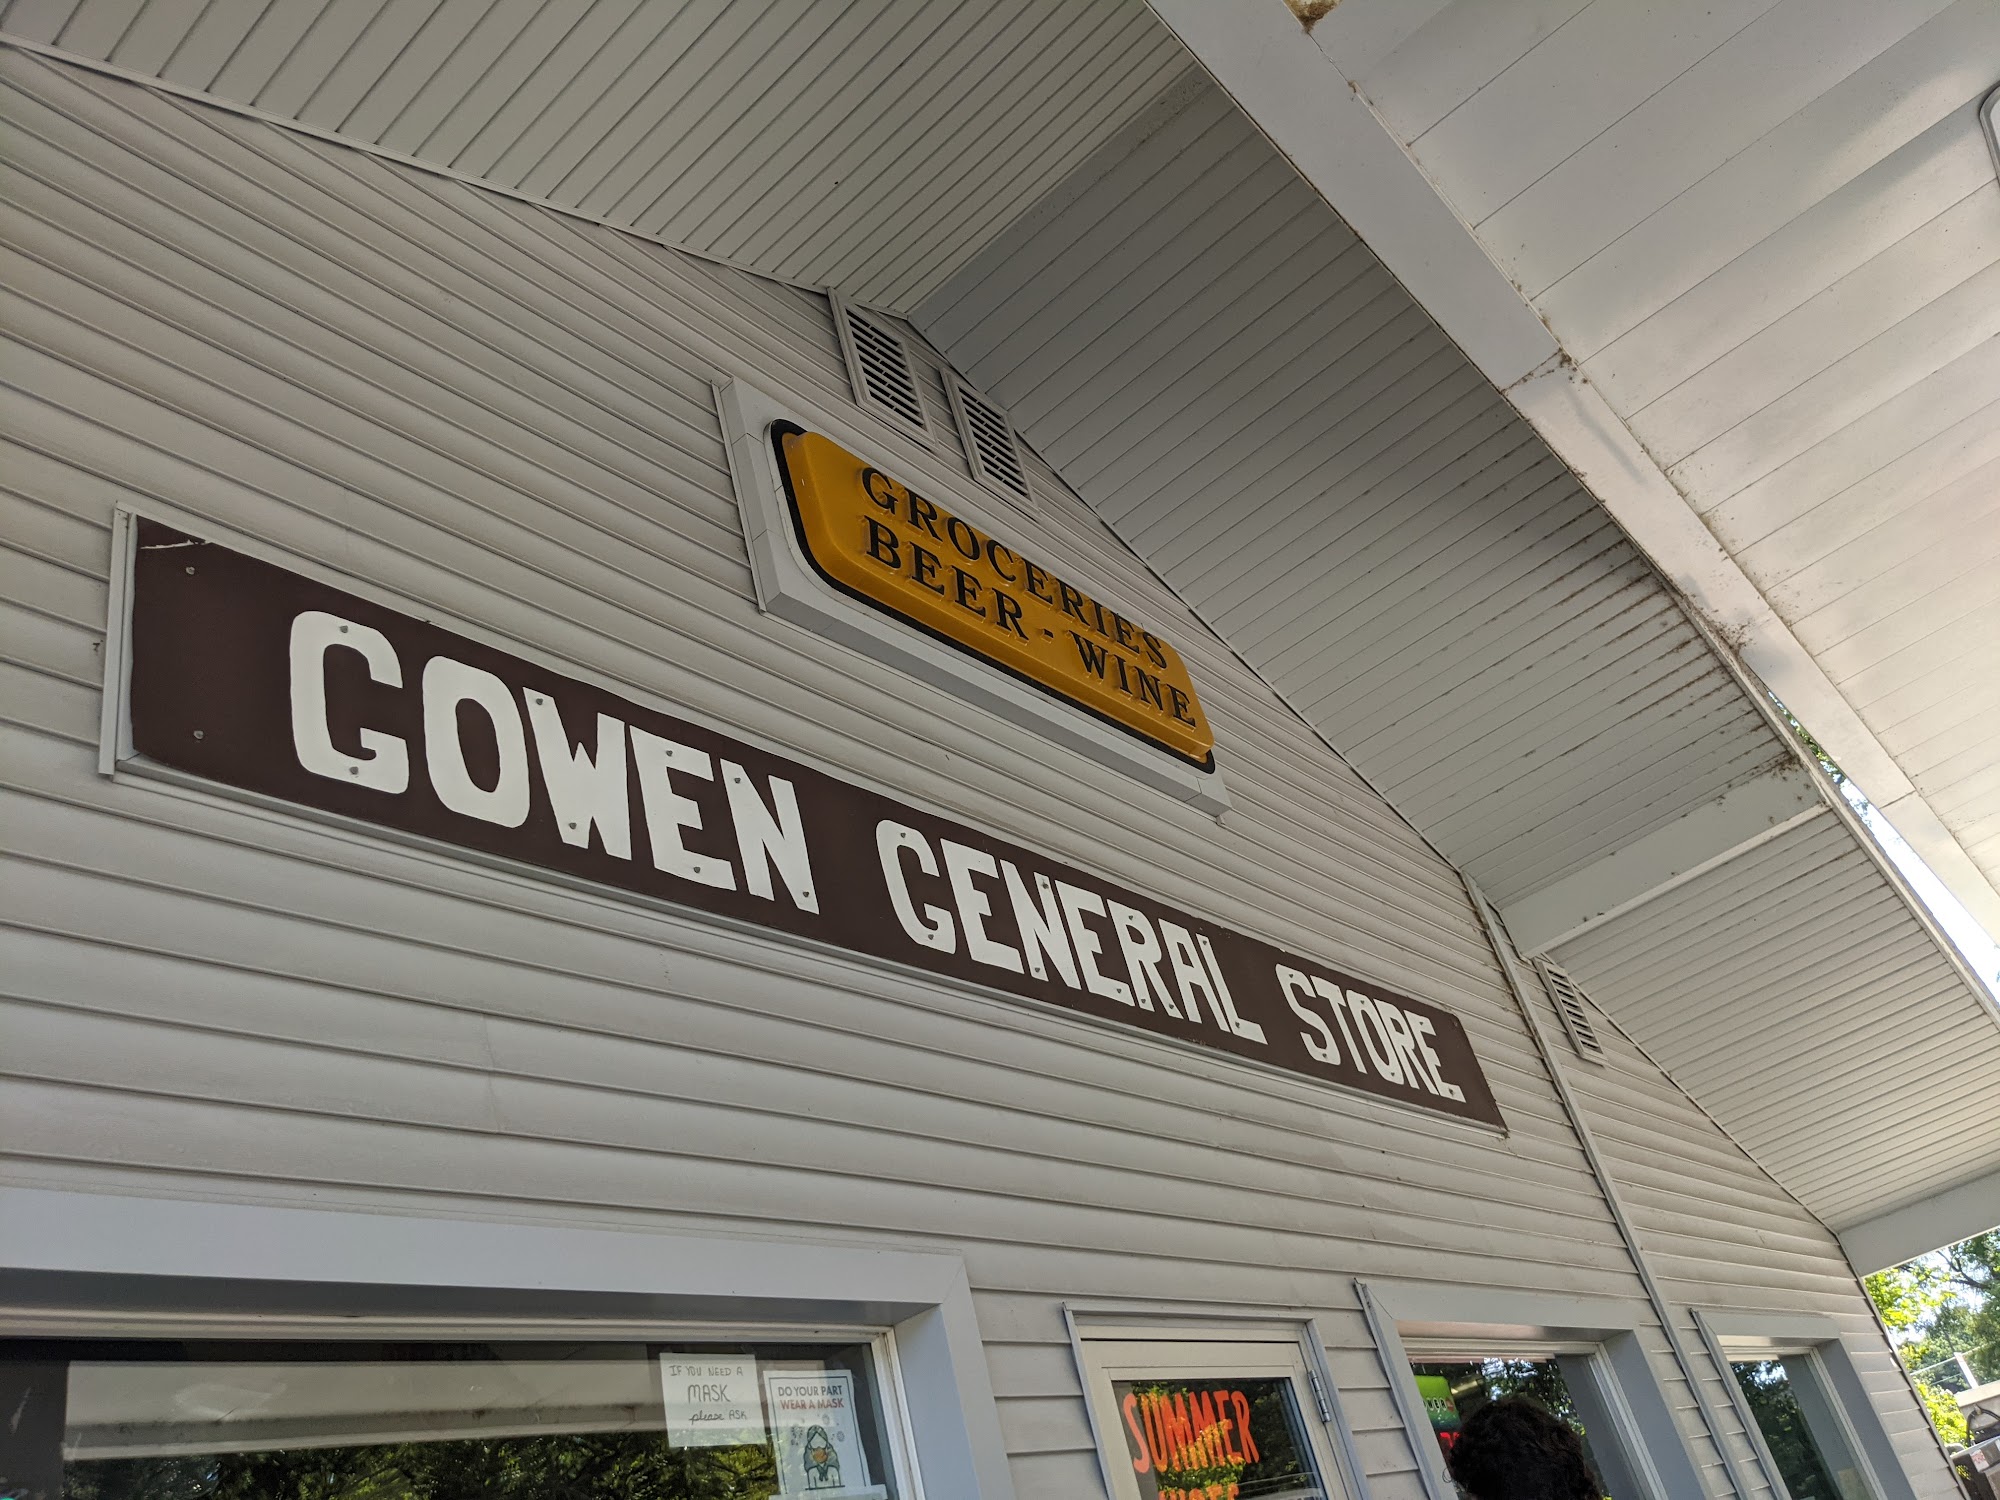 GROCERIES
BEER - WINE
GOWEN GENERAL STORE
IF YOU NEED A
MASK
please ASK
DO YOUR PART
WEAR A MASK
SUMMER